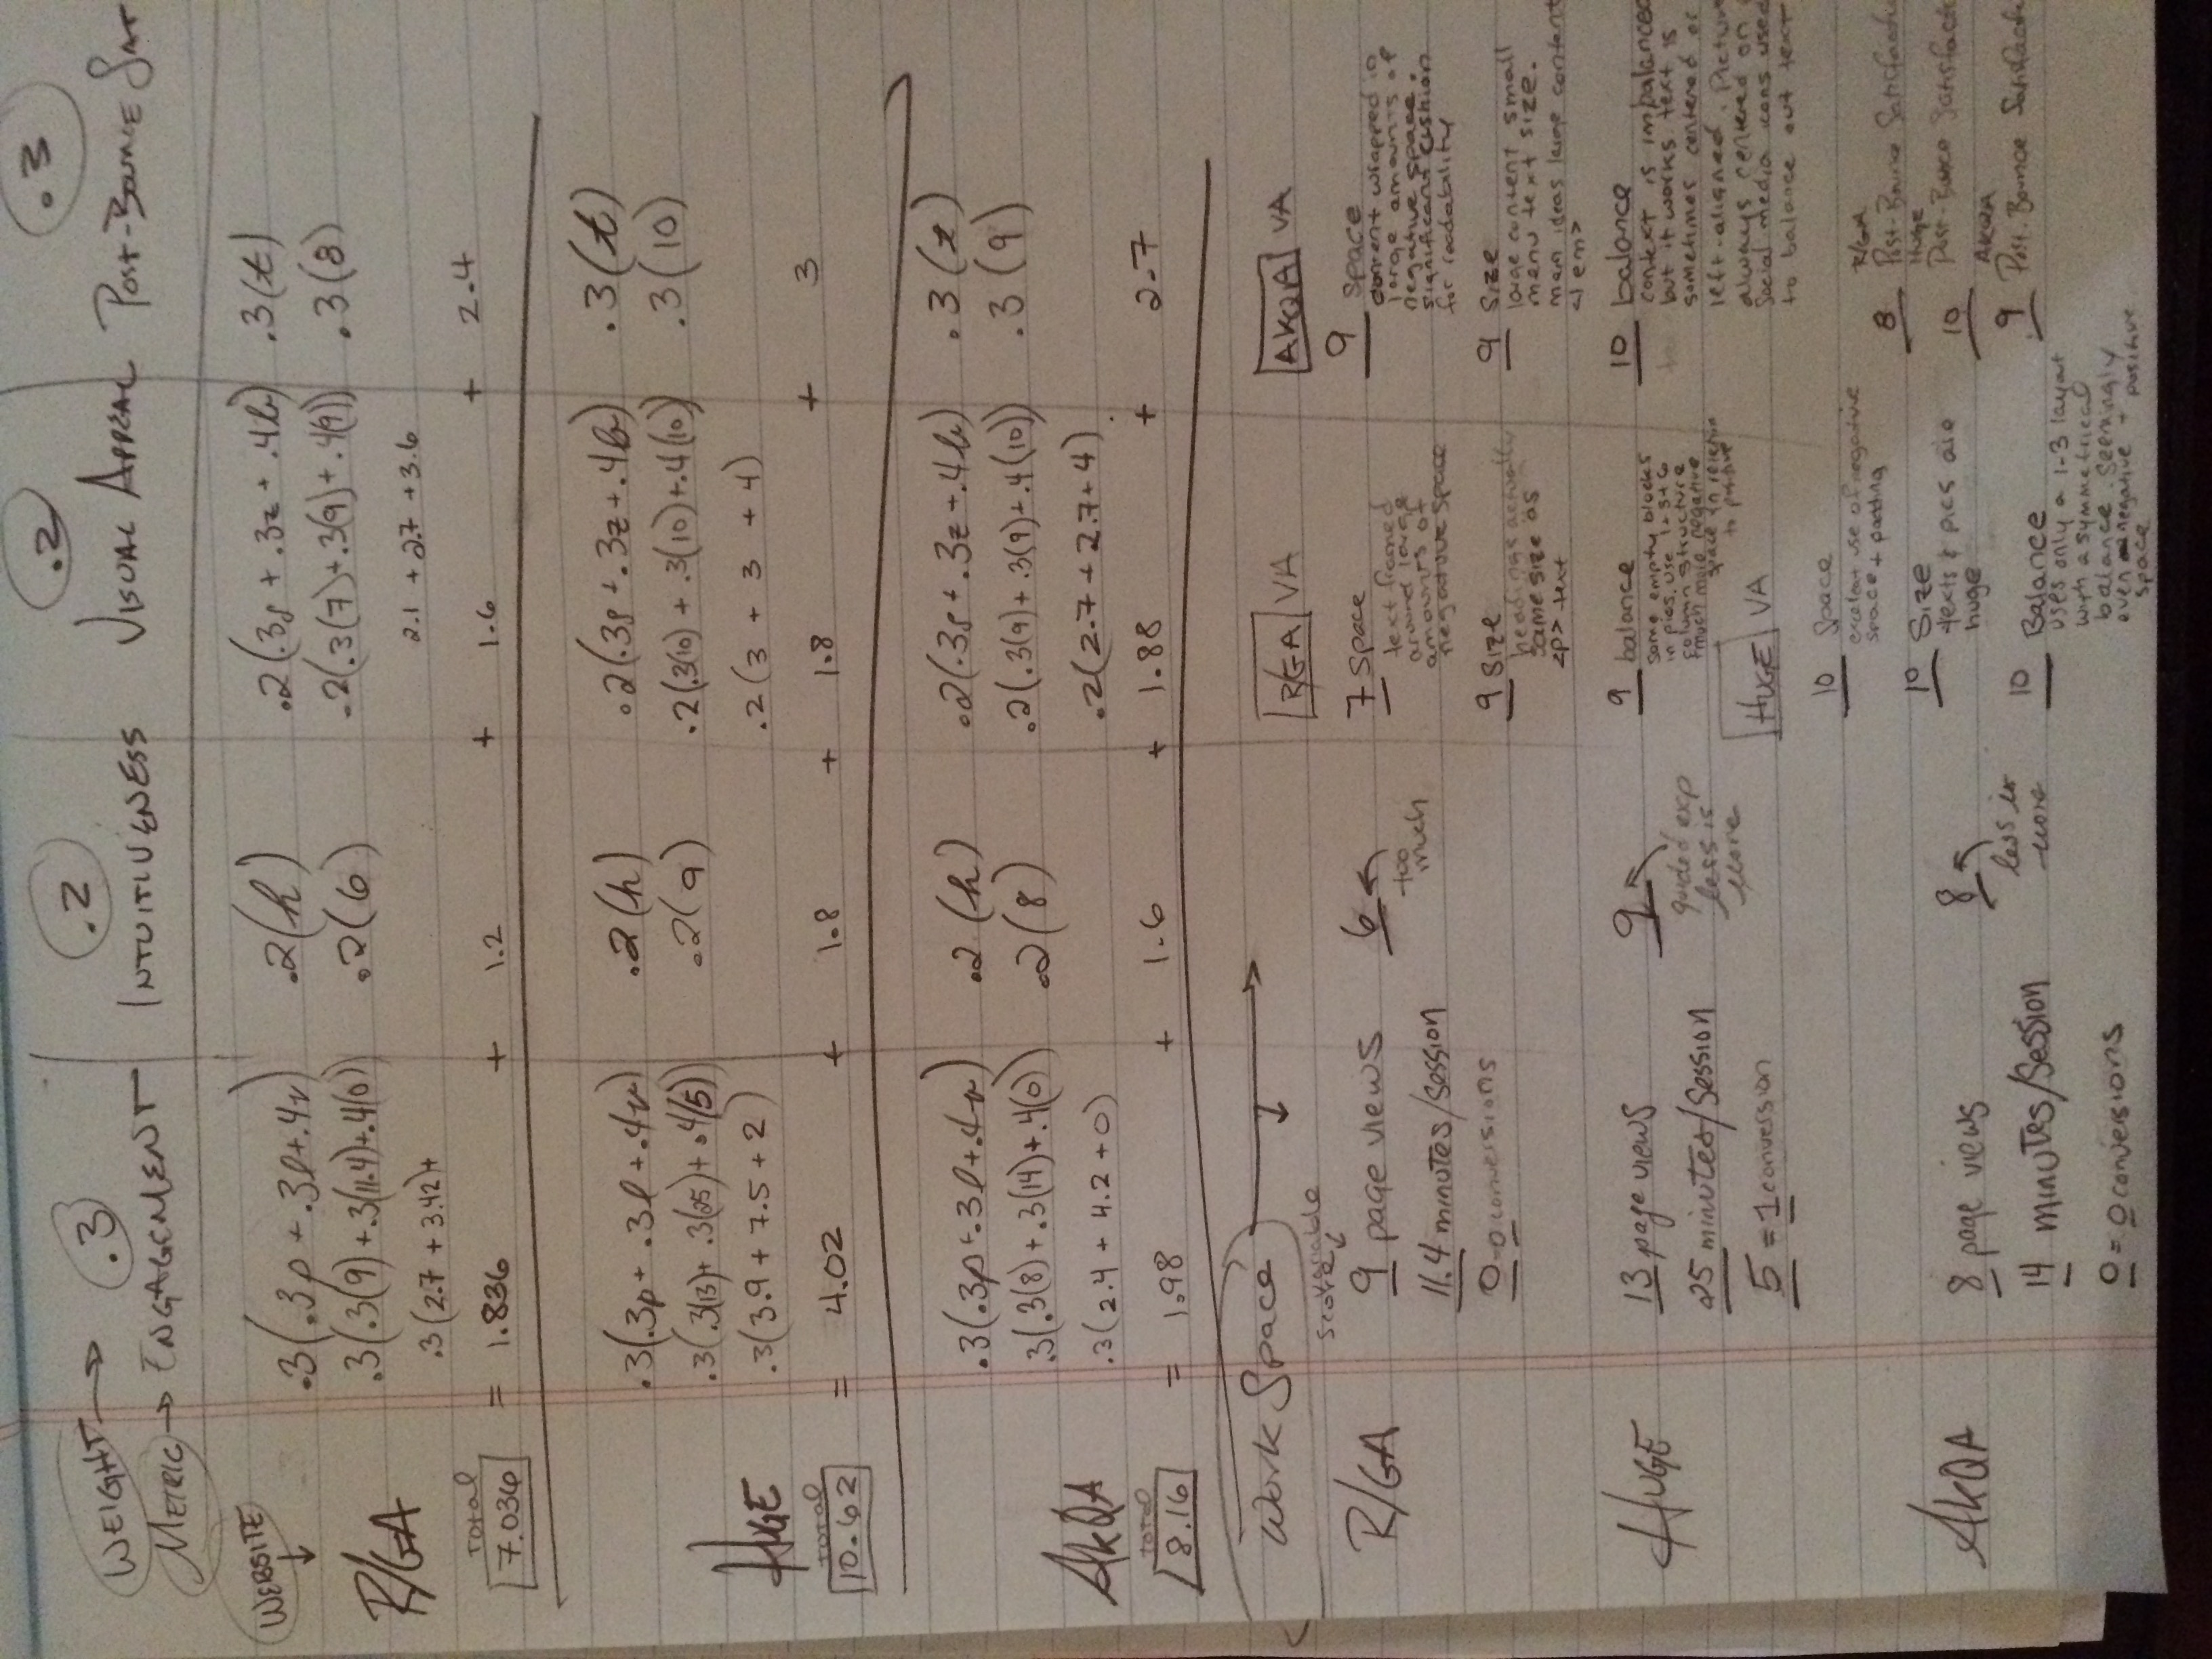 .3 .2 .2 .3
WEIGHT →
METRIC → ENGAGEMENT INTUITIVENESS VISUAL APPEAL POST-BOUNCE SAT
WEBSITE
↓
R/GA
.3(.3p + .3l+.4v) .2(h) .2(.3s + .3z + .4b) .3(t)
.3(.3(9) + .3(11.4)+.4(0)) .2(6) .2(.3(7)+.3(9)+.4(9)) .3(8)
.3(2.7 + 3.42)+ 2.1 + 2.7 + 3.6
Total
7.036 = 1.836 + 1.2 + 1.6 + 2.4
.3(.3p+ .3l +.4v) .2(h) .2(.3s+.3z+.4b) .3(t)
.3(.3(13)+ .3(25)+ .4(5)) .2(9) .2(.3(10) + .3(10)+.4(10)) .3(10)
HUGE
.3(3.9 + 7.5 + 2) .2(3 + 3 + 4)
total
10.62 = 4.02 + 1.8 + 1.8 + 3
.3(.3p+.3l+.4v) .2(h) .2(.3s+.3z+.4b) .3(t)
.3(.3(8)+.3(14)+.4(0)) .2(8) .2(.3(9)+.3(9)+.4(10)) .3(9)
AKQA
.3(2.4 + 4.2 +0) .2(2.7+2.7+4)
total
8.16 = 1.98 + 1.6 + 1.88 + 2.7
Work Space →
↓
score variable
↓
R/GA
9 page views
11.4 minutes/Session
0=0 conversions
6 ←
too
much
HUGE
13 page views
25 minutes/Session
5 = 1 conversion
9
guided exp
less is
more
AKQA
8 page views
14 minutes/Session
0 = 0 conversions
8
less is
more
R/GA VA
7 Space
text framed
around large
amounts of
negative space
9 Size
headings actually
same size as
<p> text
9 balance
some empty blocks
in pics. use 1+3+6
column structure
+much more negative
space in relation
to positive
HUGE VA
10 Space
excelent use of negative
space + padding
10 Size
texts & pics are
huge
10 Balance
uses only a 1-3 layout
with a symmetrical
balance. Seemingly
even negative + positive
space
AKQA VA
9 Space
content wrapped in
large amounts of
negative space.
significant cushion
for readability
9 Size
large content small
menu text size.
main ideas large content
<1em>
10 balance
context is imbalanced
but it works. text is
sometimes centered or
left-aligned. Pictur
always centered on
Social media icons used
to balance out text
R/GA
8 Post-Bounce Satisfacti
HUGE
10 Post-Bounce Satisfacti
AKQA
9 Post-Bounce Satisfacti